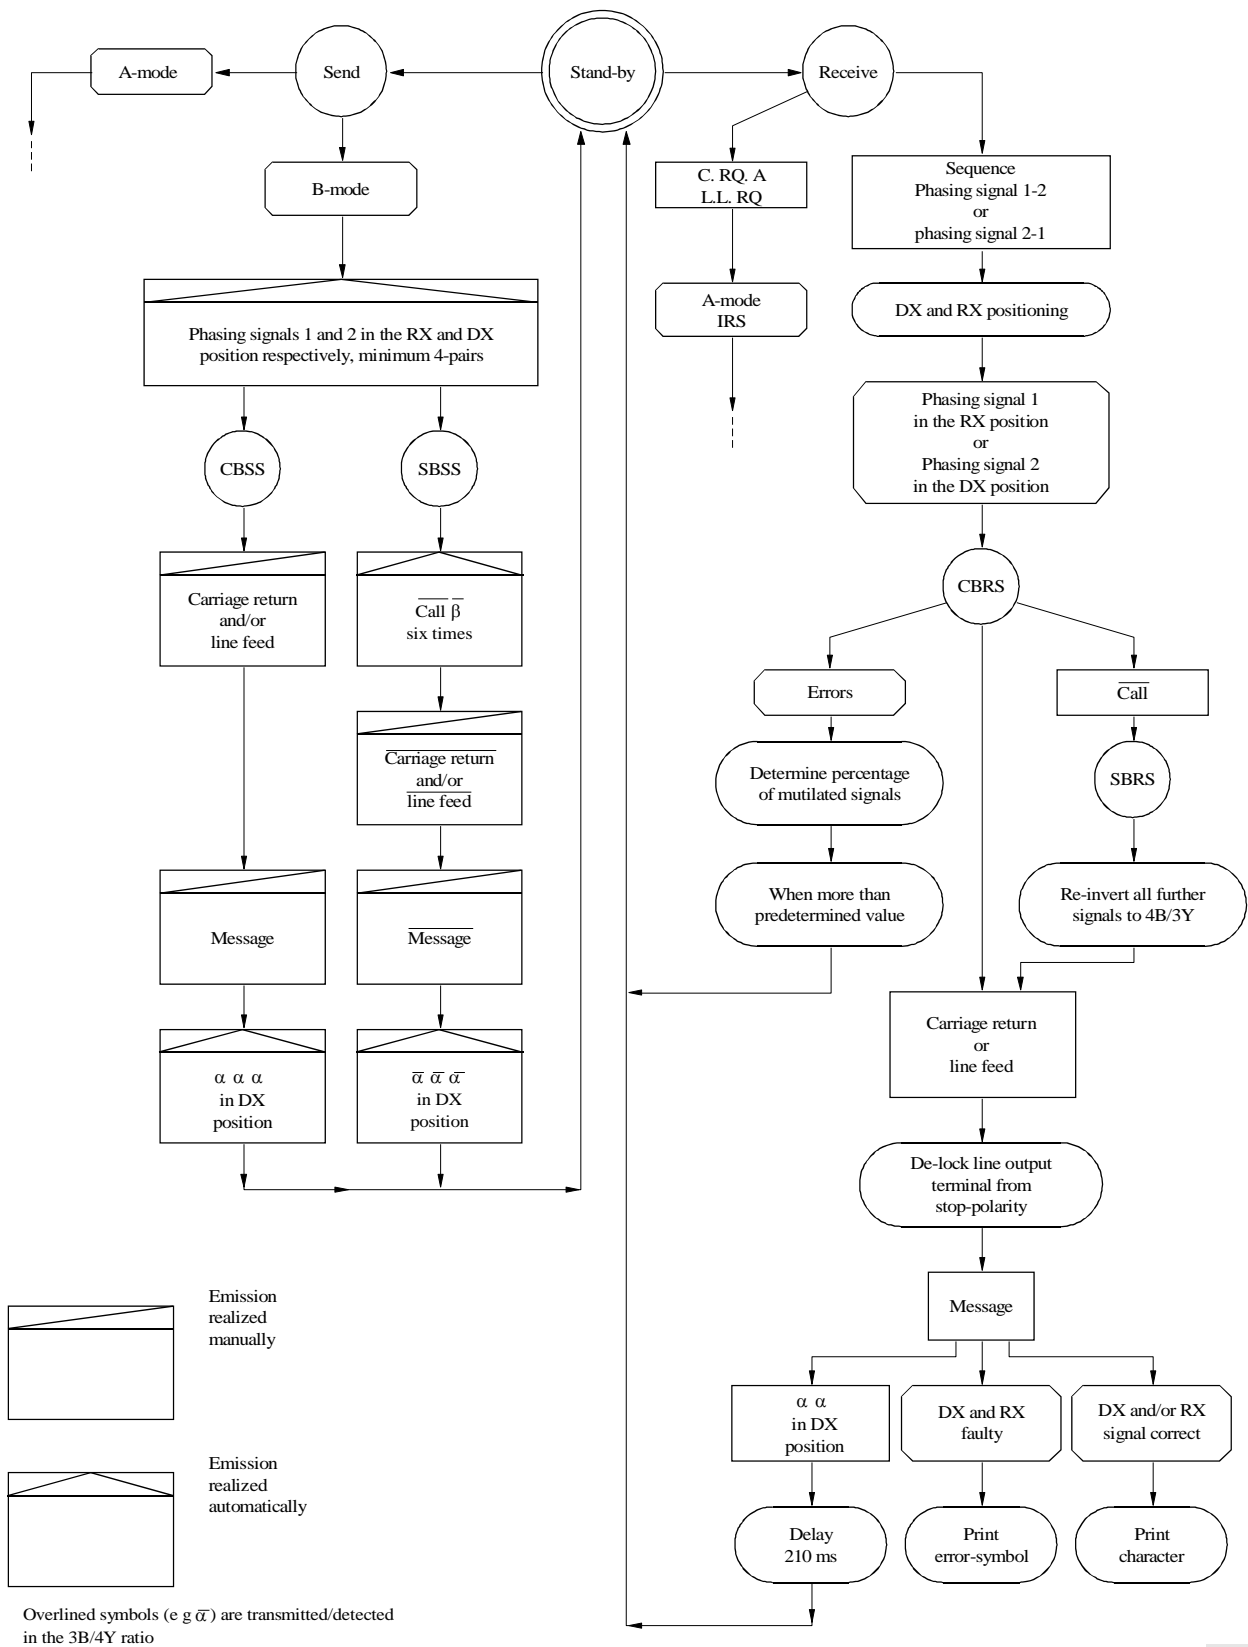 A-mode
Send
Stand-by
Receive
B-mode
C. RQ. A
L.L. RQ
Sequence
Phasing signal 1-2
or
phasing signal 2-1
A-mode
IRS
DX and RX positioning
Phasing signals 1 and 2 in the RX and DX
position respectively, minimum 4-pairs
Phasing signal 1
in the RX position
or
Phasing signal 2
in the DX position
CBSS
SBSS
CBRS
Carriage return
and/or
line feed
C̅a̅l̅l̅ β̅
six times
Errors
C̅a̅l̅l̅
C̅a̅r̅r̅i̅a̅g̅e̅ r̅e̅t̅u̅r̅n̅
and/or
l̅i̅n̅e̅ f̅e̅e̅d̅
Determine percentage
of mutilated signals
SBRS
When more than
predetermined value
Re-invert all further
signals to 4B/3Y
Message
M̅e̅s̅s̅a̅g̅e̅
Carriage return
or
line feed
α α α
in DX
position
α̅ α̅ α̅
in DX
position
De-lock line output
terminal from
stop-polarity
Message
Emission
realized
manually
α α
in DX
position
DX and RX
faulty
DX and/or RX
signal correct
Emission
realized
automatically
Delay
210 ms
Print
error-symbol
Print
character
Overlined symbols (e g α̅) are transmitted/detected
in the 3B/4Y ratio